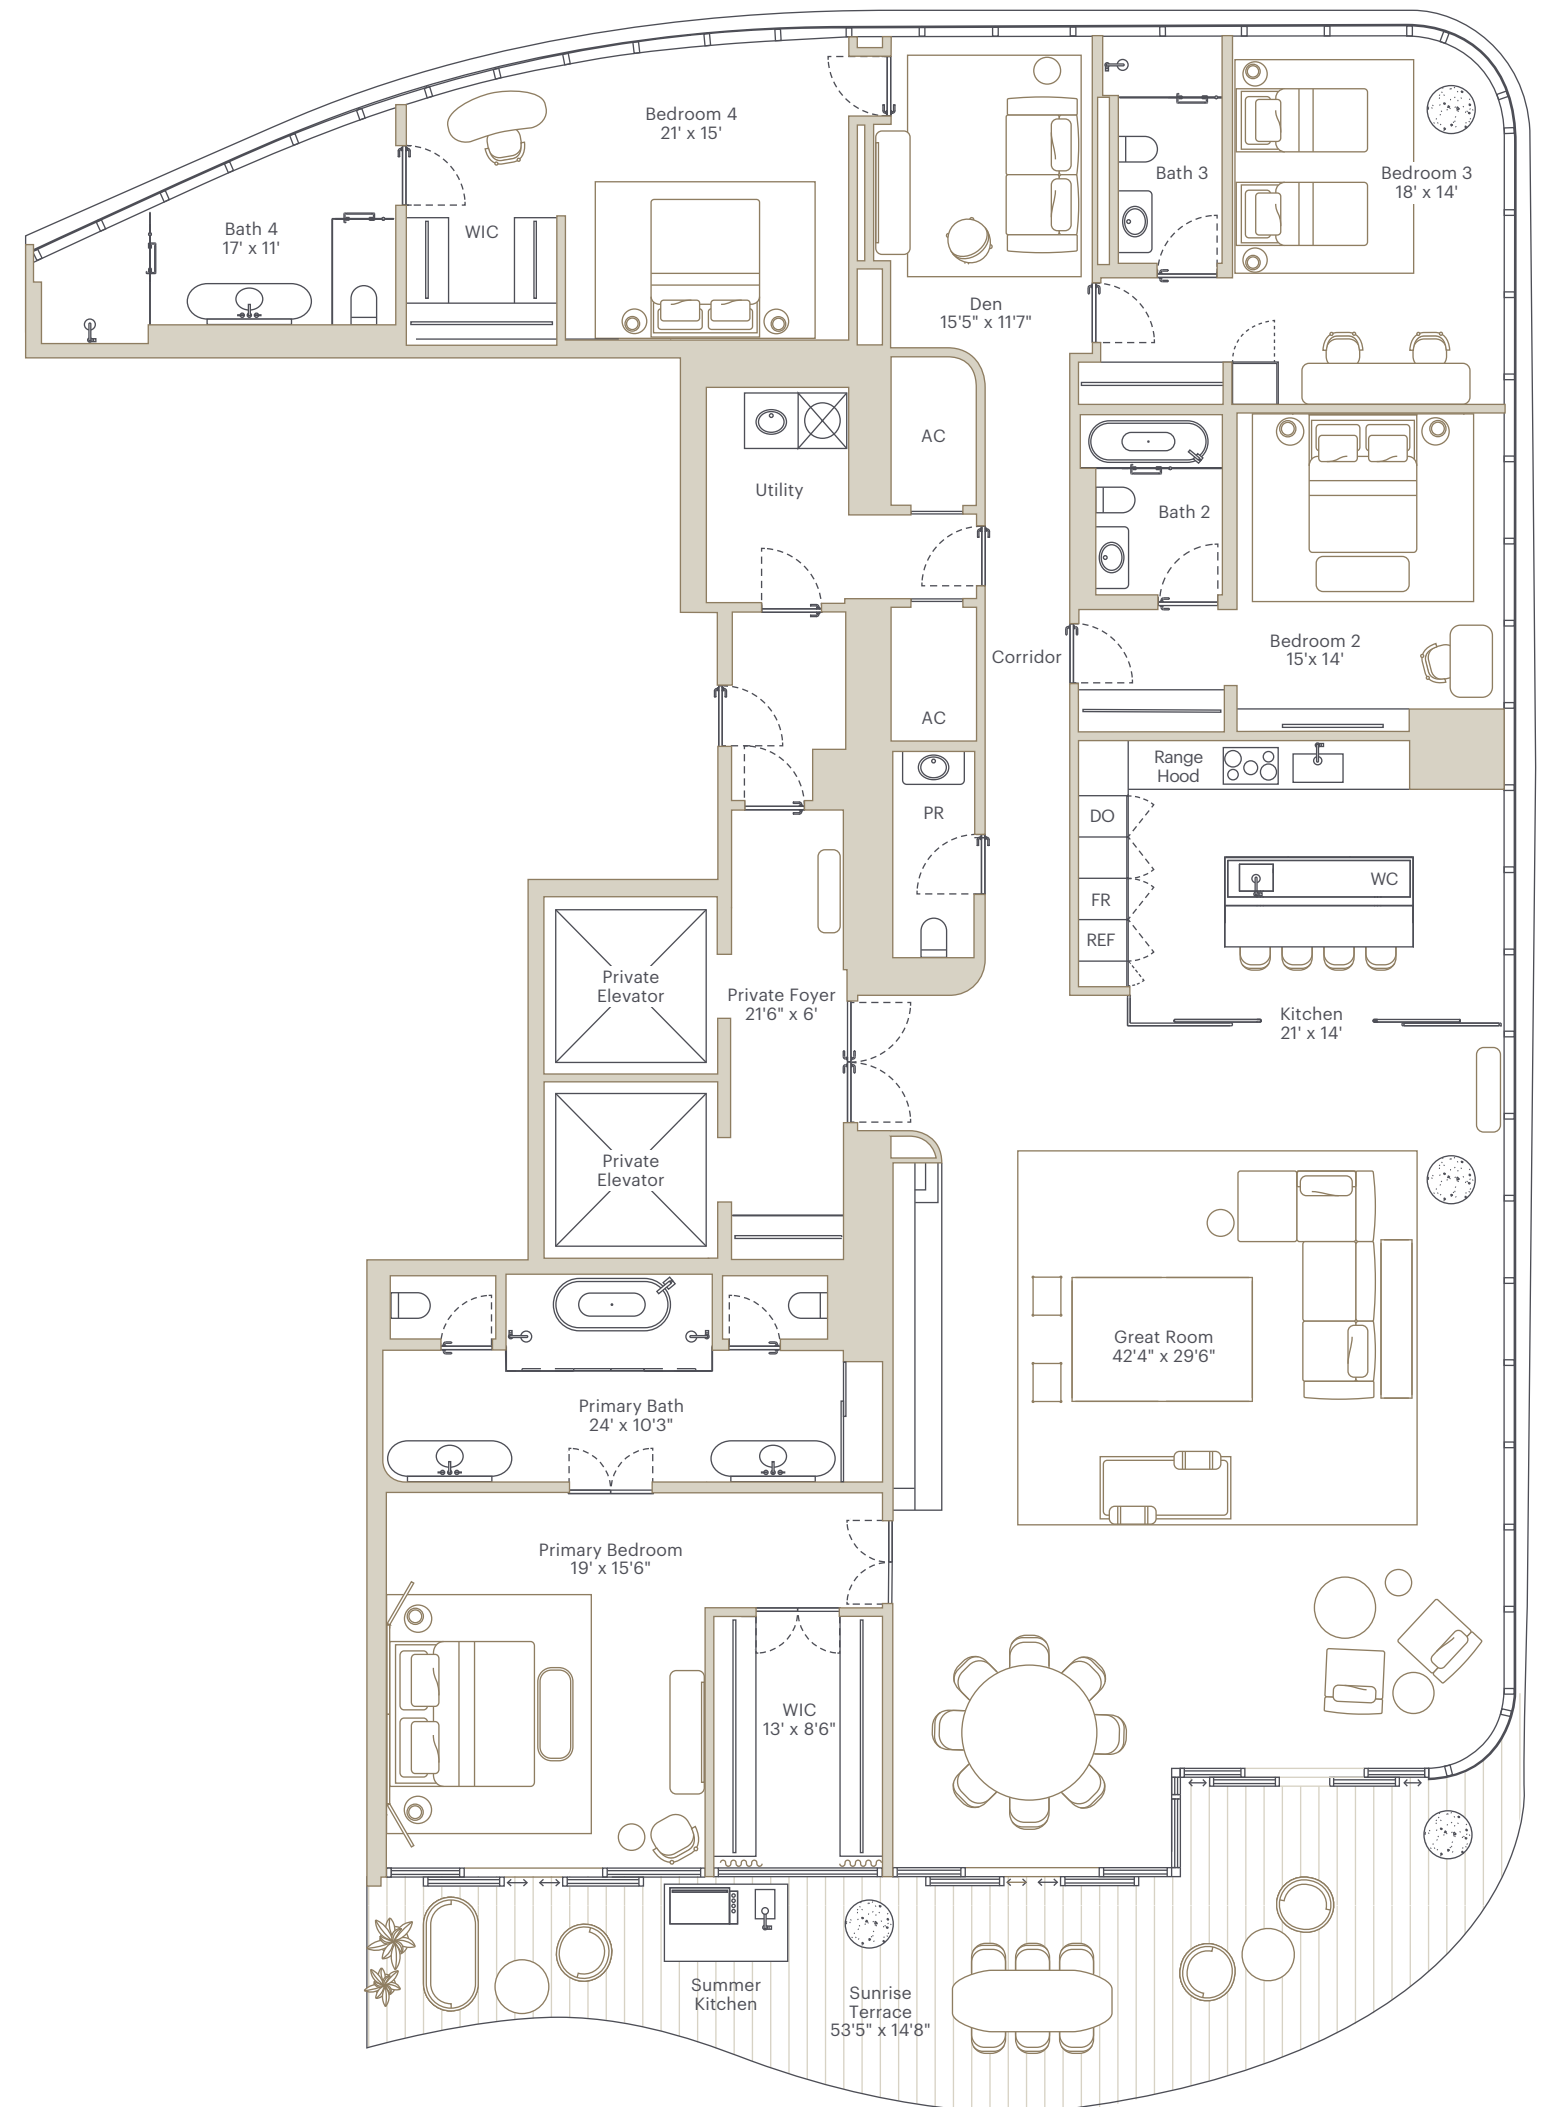 Bedroom 4
21' x 15'
Bath 3
Bedroom 3
18' x 14'
Bath 4
17' x 11'
WIC
Den
15'5" x 11'7"
AC
Utility
Bath 2
Corridor
Bedroom 2
15'x 14'
AC
Range
Hood
PR
DO
FR
REF
WC
Private
Elevator
Private Foyer
21'6" x 6'
Kitchen
21' x 14'
Private
Elevator
Great Room
42'4" x 29'6"
Primary Bath
24' x 10'3"
Primary Bedroom
19' x 15'6"
WIC
13' x 8'6"
Summer
Kitchen
Sunrise
Terrace
53'5" x 14'8"